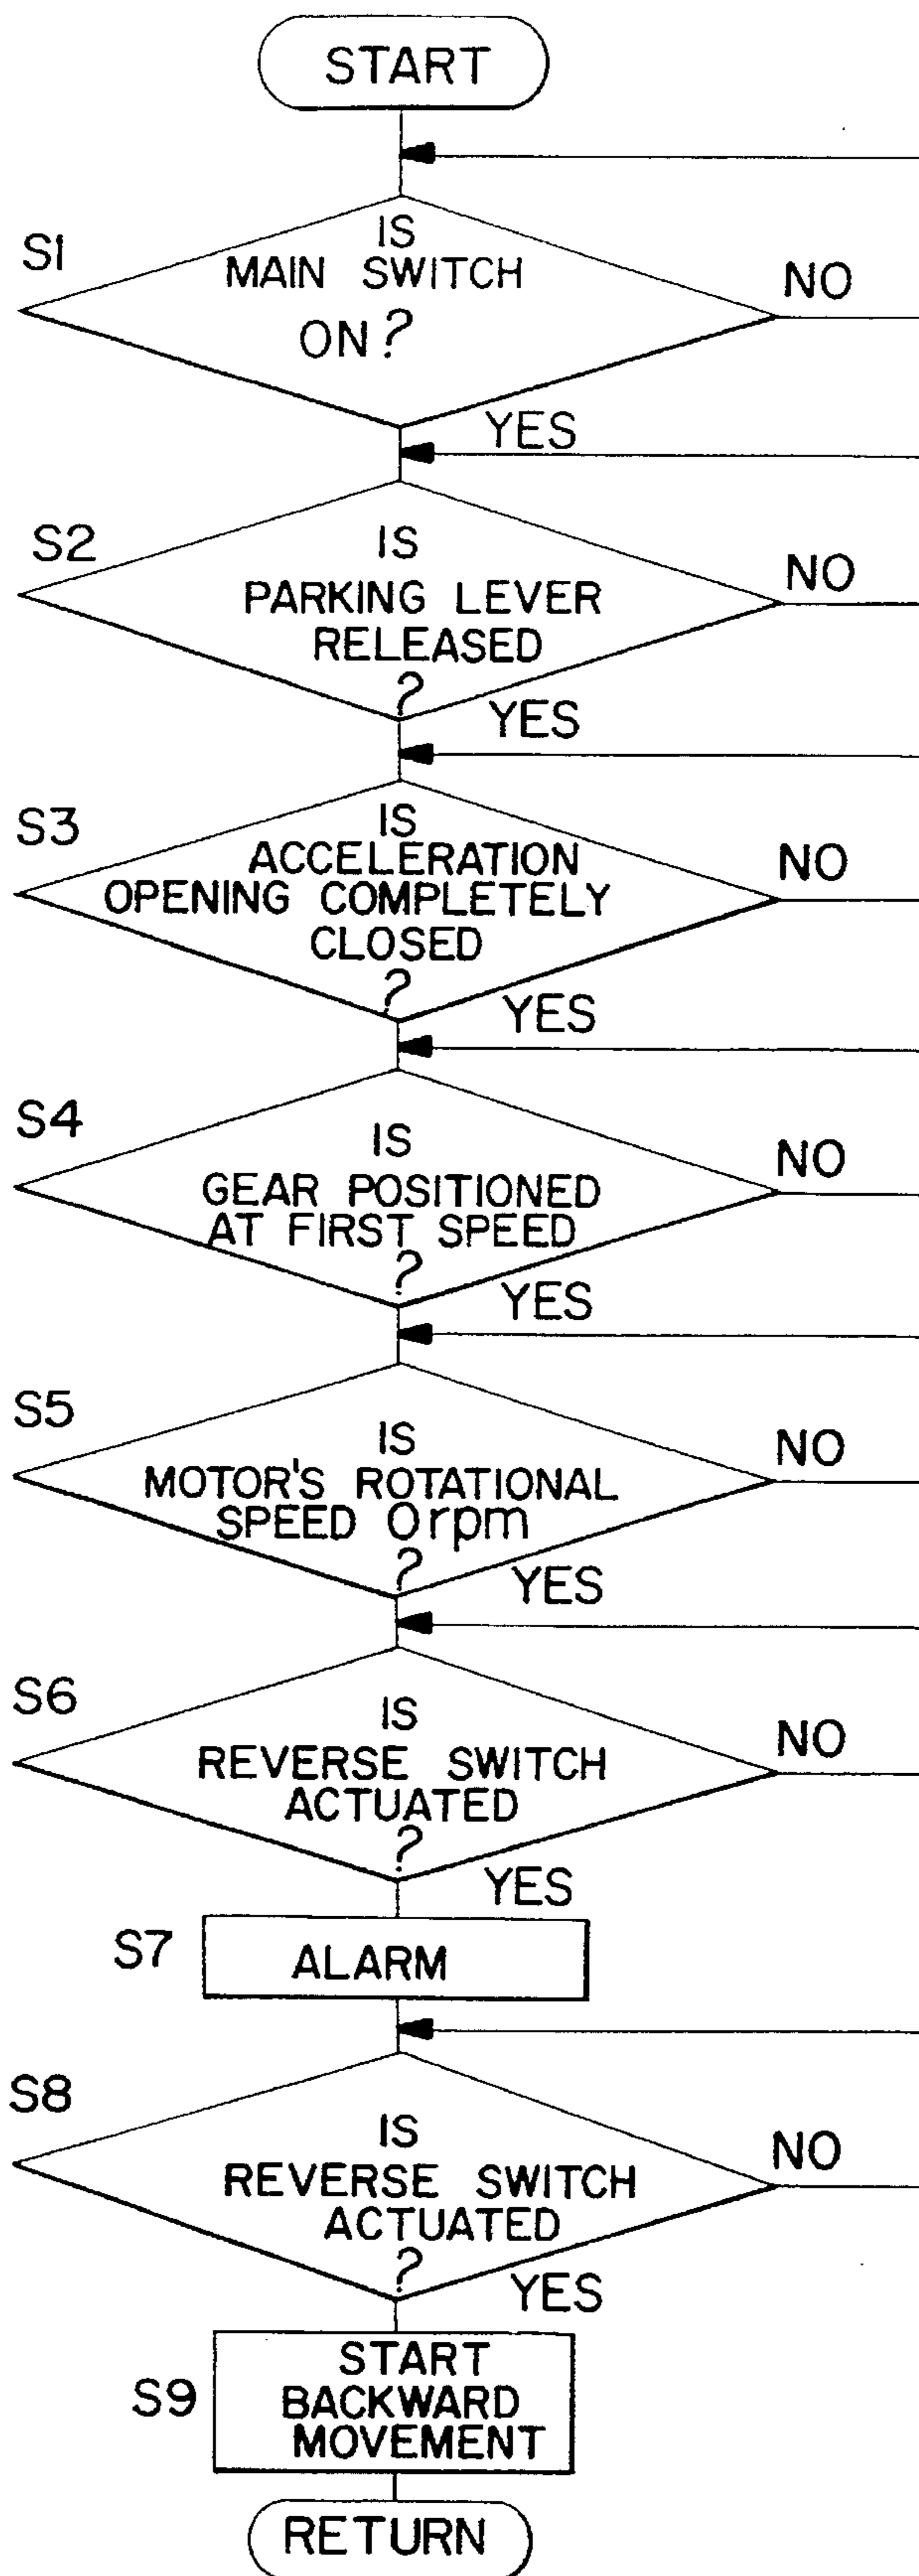 START
S1
IS
MAIN SWITCH
ON?
NO
YES
S2
IS
PARKING LEVER
RELEASED
?
NO
YES
S3
IS
ACCELERATION
OPENING COMPLETELY
CLOSED
?
NO
YES
S4
IS
GEAR POSITIONED
AT FIRST SPEED
?
NO
YES
S5
IS
MOTOR'S ROTATIONAL
SPEED 0rpm
?
NO
YES
S6
IS
REVERSE SWITCH
ACTUATED
?
NO
YES
S7
ALARM
S8
IS
REVERSE SWITCH
ACTUATED
?
NO
YES
S9
START
BACKWARD
MOVEMENT
RETURN